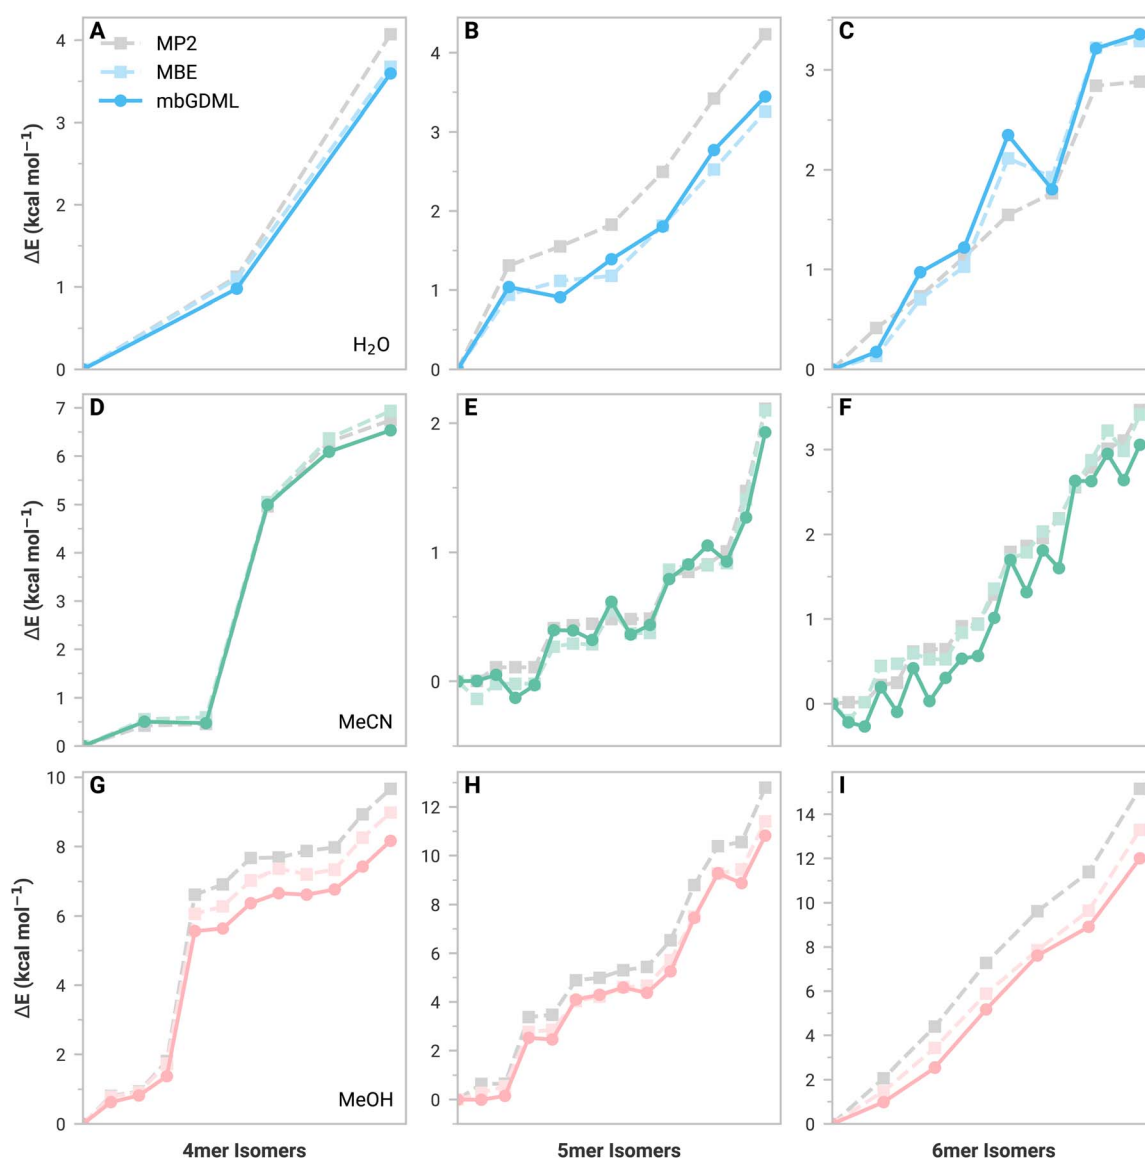 A
MP2
MBE
mbGDML
H₂O
ΔE (kcal mol⁻¹)
4
3
2
1
0
B
4
3
2
1
0
C
3
2
1
0
D
MeCN
ΔE (kcal mol⁻¹)
7
6
5
4
3
2
1
0
E
2
1
0
F
3
2
1
0
G
MeOH
ΔE (kcal mol⁻¹)
10
8
6
4
2
0
4mer Isomers
H
12
10
8
6
4
2
0
5mer Isomers
I
14
12
10
8
6
4
2
0
6mer Isomers